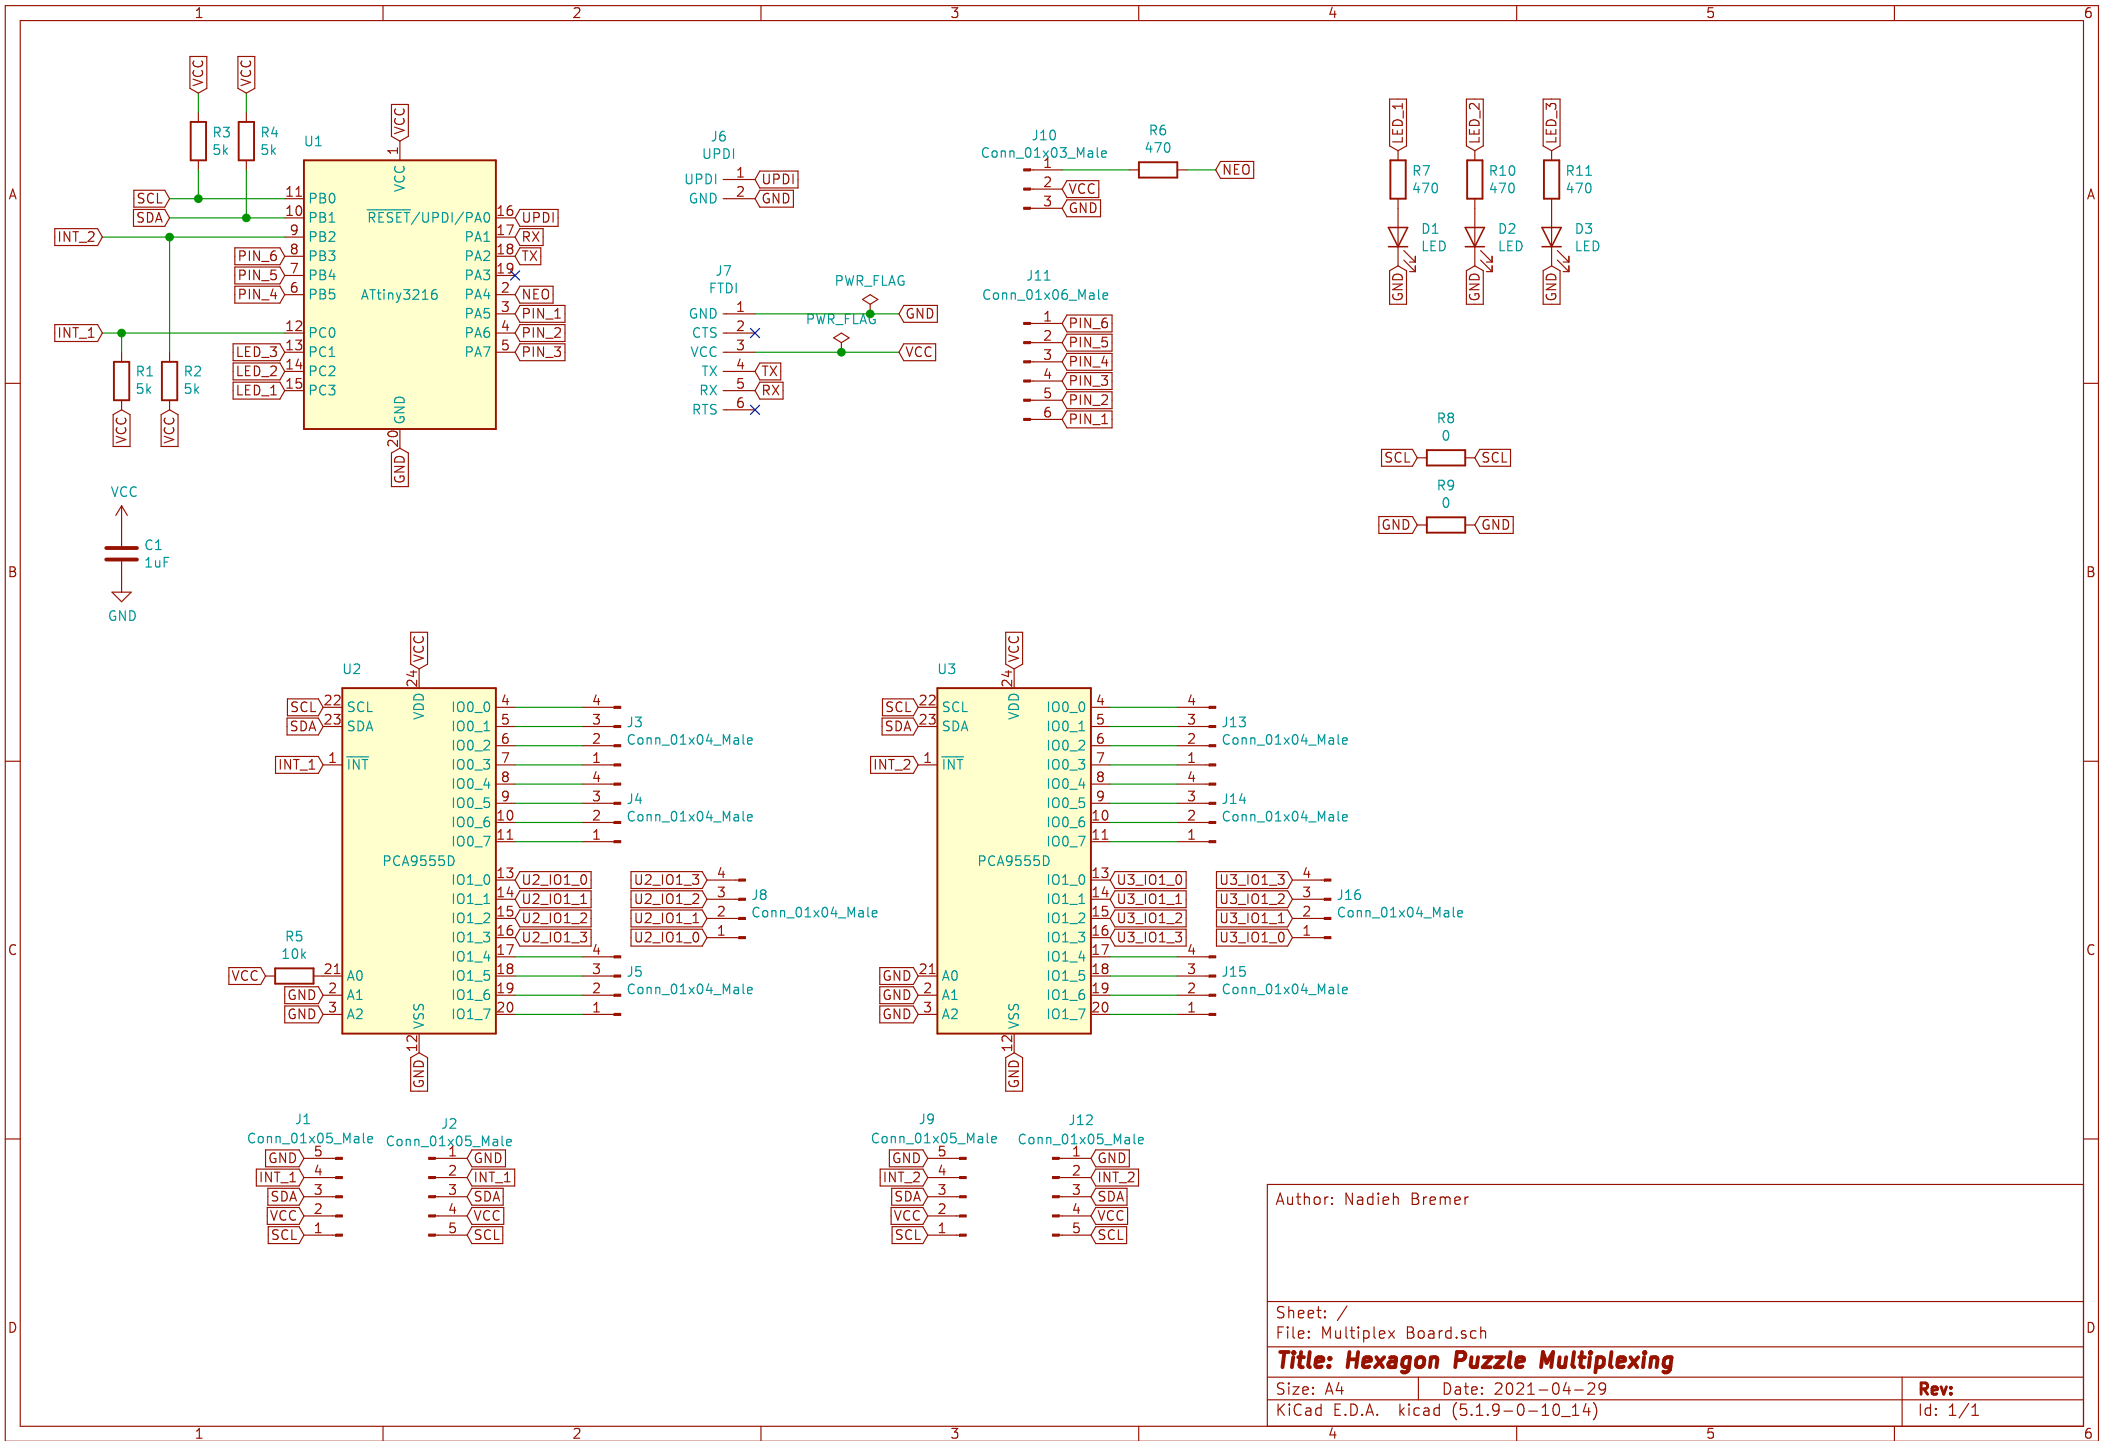 1 2 3 4 5 6
A
B
C
D
A
B
C
D
1 2 3 4 5 6
VCC
VCC
R3
5k
R4
5k
SCL
SDA
INT_2
PIN_6
PIN_5
PIN_4
INT_1
LED_3
LED_2
LED_1
R1
5k
R2
5k
VCC
VCC
U1
VCC
1
VCC
11 PB0
10 PB1
9 PB2
8 PB3
7 PB4
6 PB5
12 PC0
13 PC1
14 PC2
15 PC3
ATtiny3216
RESET/UPDI/PA0 16 UPDI
PA1 17 RX
PA2 18 TX
PA3 19
PA4 2 NEO
PA5 3 PIN_1
PA6 4 PIN_2
PA7 5 PIN_3
GND
20
GND
VCC
C1
1uF
GND
J6
UPDI
UPDI 1 UPDI
GND 2 GND
J7
FTDI
GND 1 GND
CTS 2
VCC 3 VCC
TX 4 TX
RX 5 RX
RTS 6
PWR_FLAG
PWR_FLAG
J10
Conn_01x03_Male
1
2 VCC
3 GND
R6
470
NEO
J11
Conn_01x06_Male
1 PIN_6
2 PIN_5
3 PIN_4
4 PIN_3
5 PIN_2
6 PIN_1
LED_1 LED_2 LED_3
R7
470
R10
470
R11
470
D1
LED
D2
LED
D3
LED
GND GND GND
R8
0
SCL SCL
R9
0
GND GND
U2
VCC
24
VDD
SCL 22 SCL
SDA 23 SDA
INT_1 1 INT
PCA9555D
R5
10k
VCC 21 A0
GND 2 A1
GND 3 A2
VSS
12
GND
IO0_0 4 4
IO0_1 5 3
IO0_2 6 2
IO0_3 7 1
IO0_4 8 4
IO0_5 9 3
IO0_6 10 2
IO0_7 11 1
IO1_0 13 U2_IO1_0
IO1_1 14 U2_IO1_1
IO1_2 15 U2_IO1_2
IO1_3 16 U2_IO1_3
IO1_4 17 4
IO1_5 18 3
IO1_6 19 2
IO1_7 20 1
J3
Conn_01x04_Male
J4
Conn_01x04_Male
U2_IO1_3 4
U2_IO1_2 3
U2_IO1_1 2
U2_IO1_0 1
J8
Conn_01x04_Male
J5
Conn_01x04_Male
U3
VCC
24
VDD
SCL 22 SCL
SDA 23 SDA
INT_2 1 INT
PCA9555D
GND 21 A0
GND 2 A1
GND 3 A2
VSS
12
GND
IO0_0 4 4
IO0_1 5 3
IO0_2 6 2
IO0_3 7 1
IO0_4 8 4
IO0_5 9 3
IO0_6 10 2
IO0_7 11 1
IO1_0 13 U3_IO1_0
IO1_1 14 U3_IO1_1
IO1_2 15 U3_IO1_2
IO1_3 16 U3_IO1_3
IO1_4 17 4
IO1_5 18 3
IO1_6 19 2
IO1_7 20 1
J13
Conn_01x04_Male
J14
Conn_01x04_Male
U3_IO1_3 4
U3_IO1_2 3
U3_IO1_1 2
U3_IO1_0 1
J16
Conn_01x04_Male
J15
Conn_01x04_Male
J1
Conn_01x05_Male
GND 5
INT_1 4
SDA 3
VCC 2
SCL 1
J2
Conn_01x05_Male
1 GND
2 INT_1
3 SDA
4 VCC
5 SCL
J9
Conn_01x05_Male
GND 5
INT_2 4
SDA 3
VCC 2
SCL 1
J12
Conn_01x05_Male
1 GND
2 INT_2
3 SDA
4 VCC
5 SCL
Author: Nadieh Bremer
Sheet: /
File: Multiplex Board.sch
Title: Hexagon Puzzle Multiplexing
Size: A4 Date: 2021-04-29 Rev:
KiCad E.D.A. kicad (5.1.9-0-10_14) Id: 1/1